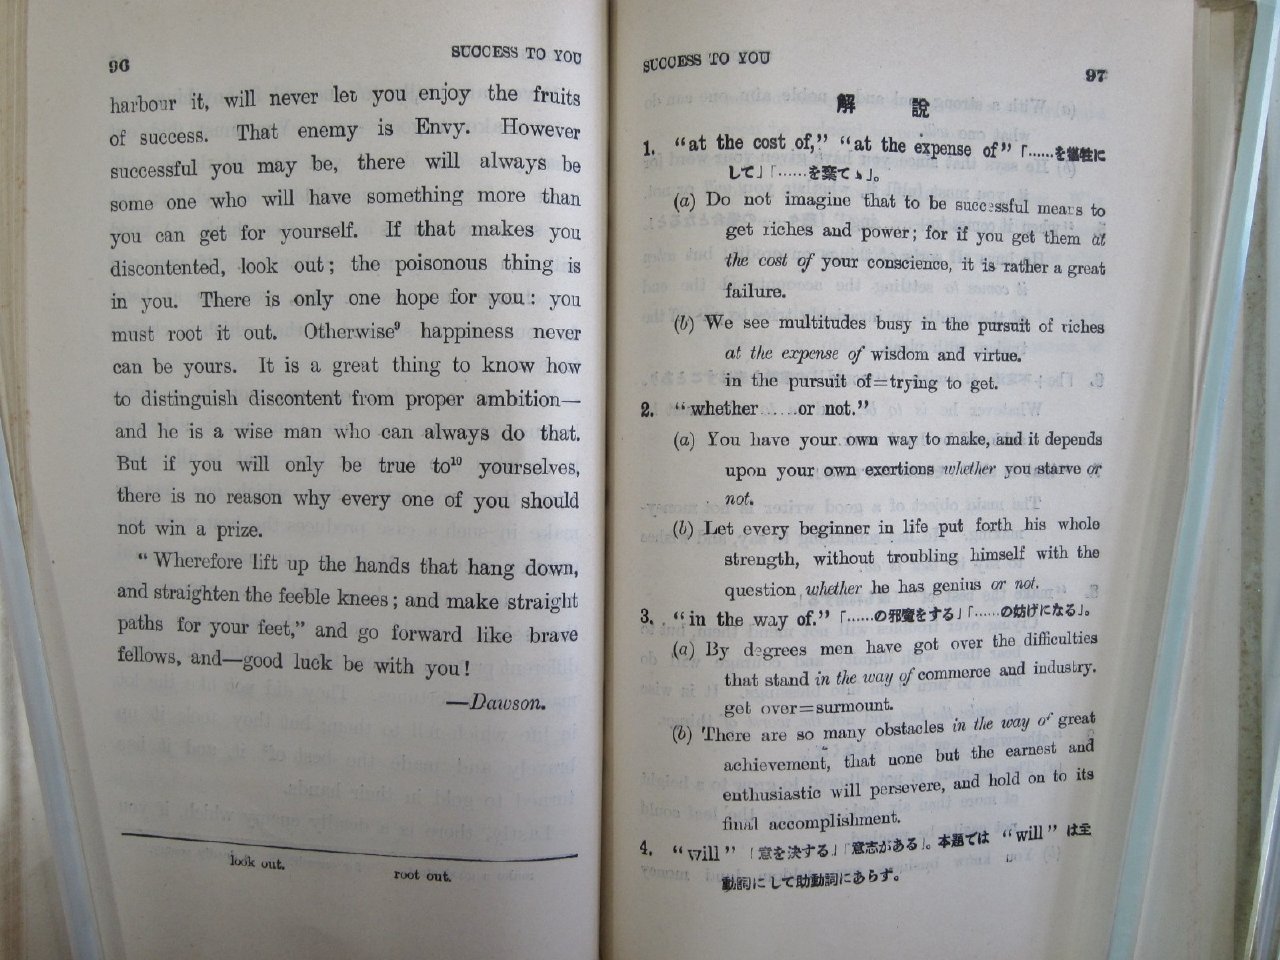 96
SUCCESS TO YOU
harbour it, will never let you enjoy the fruits
of success. That enemy is Envy. However
successful you may be, there will always be
some one who will have something more than
you can get for yourself. If that makes you
discontented, look out; the poisonous thing is
in you. There is only one hope for you: you
must root it out. Otherwise⁹ happiness never
can be yours. It is a great thing to know how
to distinguish discontent from proper ambition—
and he is a wise man who can always do that.
But if you will only be true to¹⁰ yourselves,
there is no reason why every one of you should
not win a prize.
“Wherefore lift up the hands that hang down,
and straighten the feeble knees; and make straight
paths for your feet,” and go forward like brave
fellows, and—good luck be with you!
—Dawson.
look out.
root out.
SUCCESS TO YOU
97
解說
1. “at the cost of,” “at the expense of”「……を犠牲に
して」「……を棄てゝ」。
(a) Do not imagine that to be successful means to
get riches and power; for if you get them at
the cost of your conscience, it is rather a great
failure.
(b) We see multitudes busy in the pursuit of riches
at the expense of wisdom and virtue.
in the pursuit of=trying to get.
2. “whether....or not.”
(a) You have your own way to make, and it depends
upon your own exertions whether you starve or
not.
(b) Let every beginner in life put forth his whole
strength, without troubling himself with the
question whether he has genius or not.
3. “in the way of.”「……の邪魔をする」「……の妨げになる」。
(a) By degrees men have got over the difficulties
that stand in the way of commerce and industry.
get over=surmount.
(b) There are so many obstacles in the way of great
achievement, that none but the earnest and
enthusiastic will persevere, and hold on to its
final accomplishment.
4. “will”「意を決する」「意志がある」。本題では “will” は主
動詞にして助動詞にあらず。